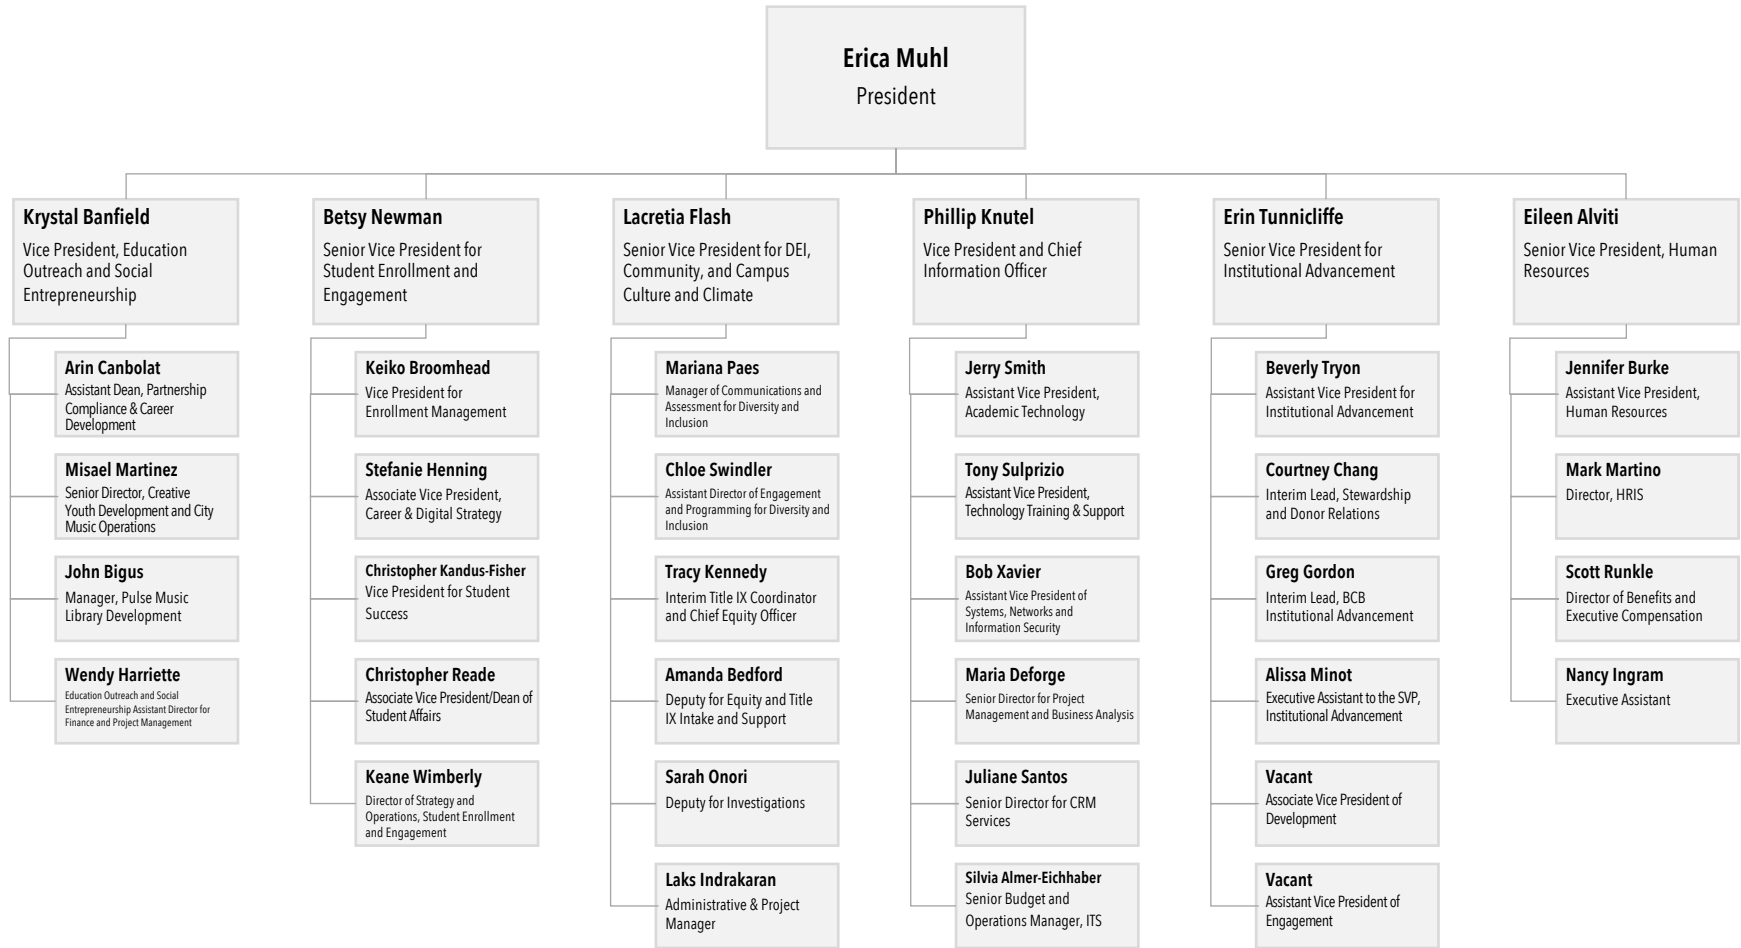 Erica Muhl
President
Krystal Banfield
Vice President, Education
Outreach and Social
Entrepreneurship
Arin Canbolat
Assistant Dean, Partnership
Compliance & Career
Development
Misael Martinez
Senior Director, Creative
Youth Development and City
Music Operations
John Bigus
Manager, Pulse Music
Library Development
Wendy Harriette
Education Outreach and Social
Entrepreneurship Assistant Director for
Finance and Project Management
Betsy Newman
Senior Vice President for
Student Enrollment and
Engagement
Keiko Broomhead
Vice President for
Enrollment Management
Stefanie Henning
Associate Vice President,
Career & Digital Strategy
Christopher Kandus-Fisher
Vice President for Student
Success
Christopher Reade
Associate Vice President/Dean of
Student Affairs
Keane Wimberly
Director of Strategy and
Operations, Student Enrollment
and Engagement
Lacretia Flash
Senior Vice President for DEI,
Community, and Campus
Culture and Climate
Mariana Paes
Manager of Communications and
Assessment for Diversity and
Inclusion
Chloe Swindler
Assistant Director of Engagement
and Programming for Diversity and
Inclusion
Tracy Kennedy
Interim Title IX Coordinator
and Chief Equity Officer
Amanda Bedford
Deputy for Equity and Title
IX Intake and Support
Sarah Onori
Deputy for Investigations
Laks Indrakaran
Administrative & Project
Manager
Phillip Knutel
Vice President and Chief
Information Officer
Jerry Smith
Assistant Vice President,
Academic Technology
Tony Sulprizio
Assistant Vice President,
Technology Training & Support
Bob Xavier
Assistant Vice President of
Systems, Networks and
Information Security
Maria Deforge
Senior Director for Project
Management and Business Analysis
Juliane Santos
Senior Director for CRM
Services
Silvia Almer-Eichhaber
Senior Budget and
Operations Manager, ITS
Erin Tunnicliffe
Senior Vice President for
Institutional Advancement
Beverly Tryon
Assistant Vice President for
Institutional Advancement
Courtney Chang
Interim Lead, Stewardship
and Donor Relations
Greg Gordon
Interim Lead, BCB
Institutional Advancement
Alissa Minot
Executive Assistant to the SVP,
Institutional Advancement
Vacant
Associate Vice President of
Development
Vacant
Assistant Vice President of
Engagement
Eileen Alviti
Senior Vice President, Human
Resources
Jennifer Burke
Assistant Vice President,
Human Resources
Mark Martino
Director, HRIS
Scott Runkle
Director of Benefits and
Executive Compensation
Nancy Ingram
Executive Assistant